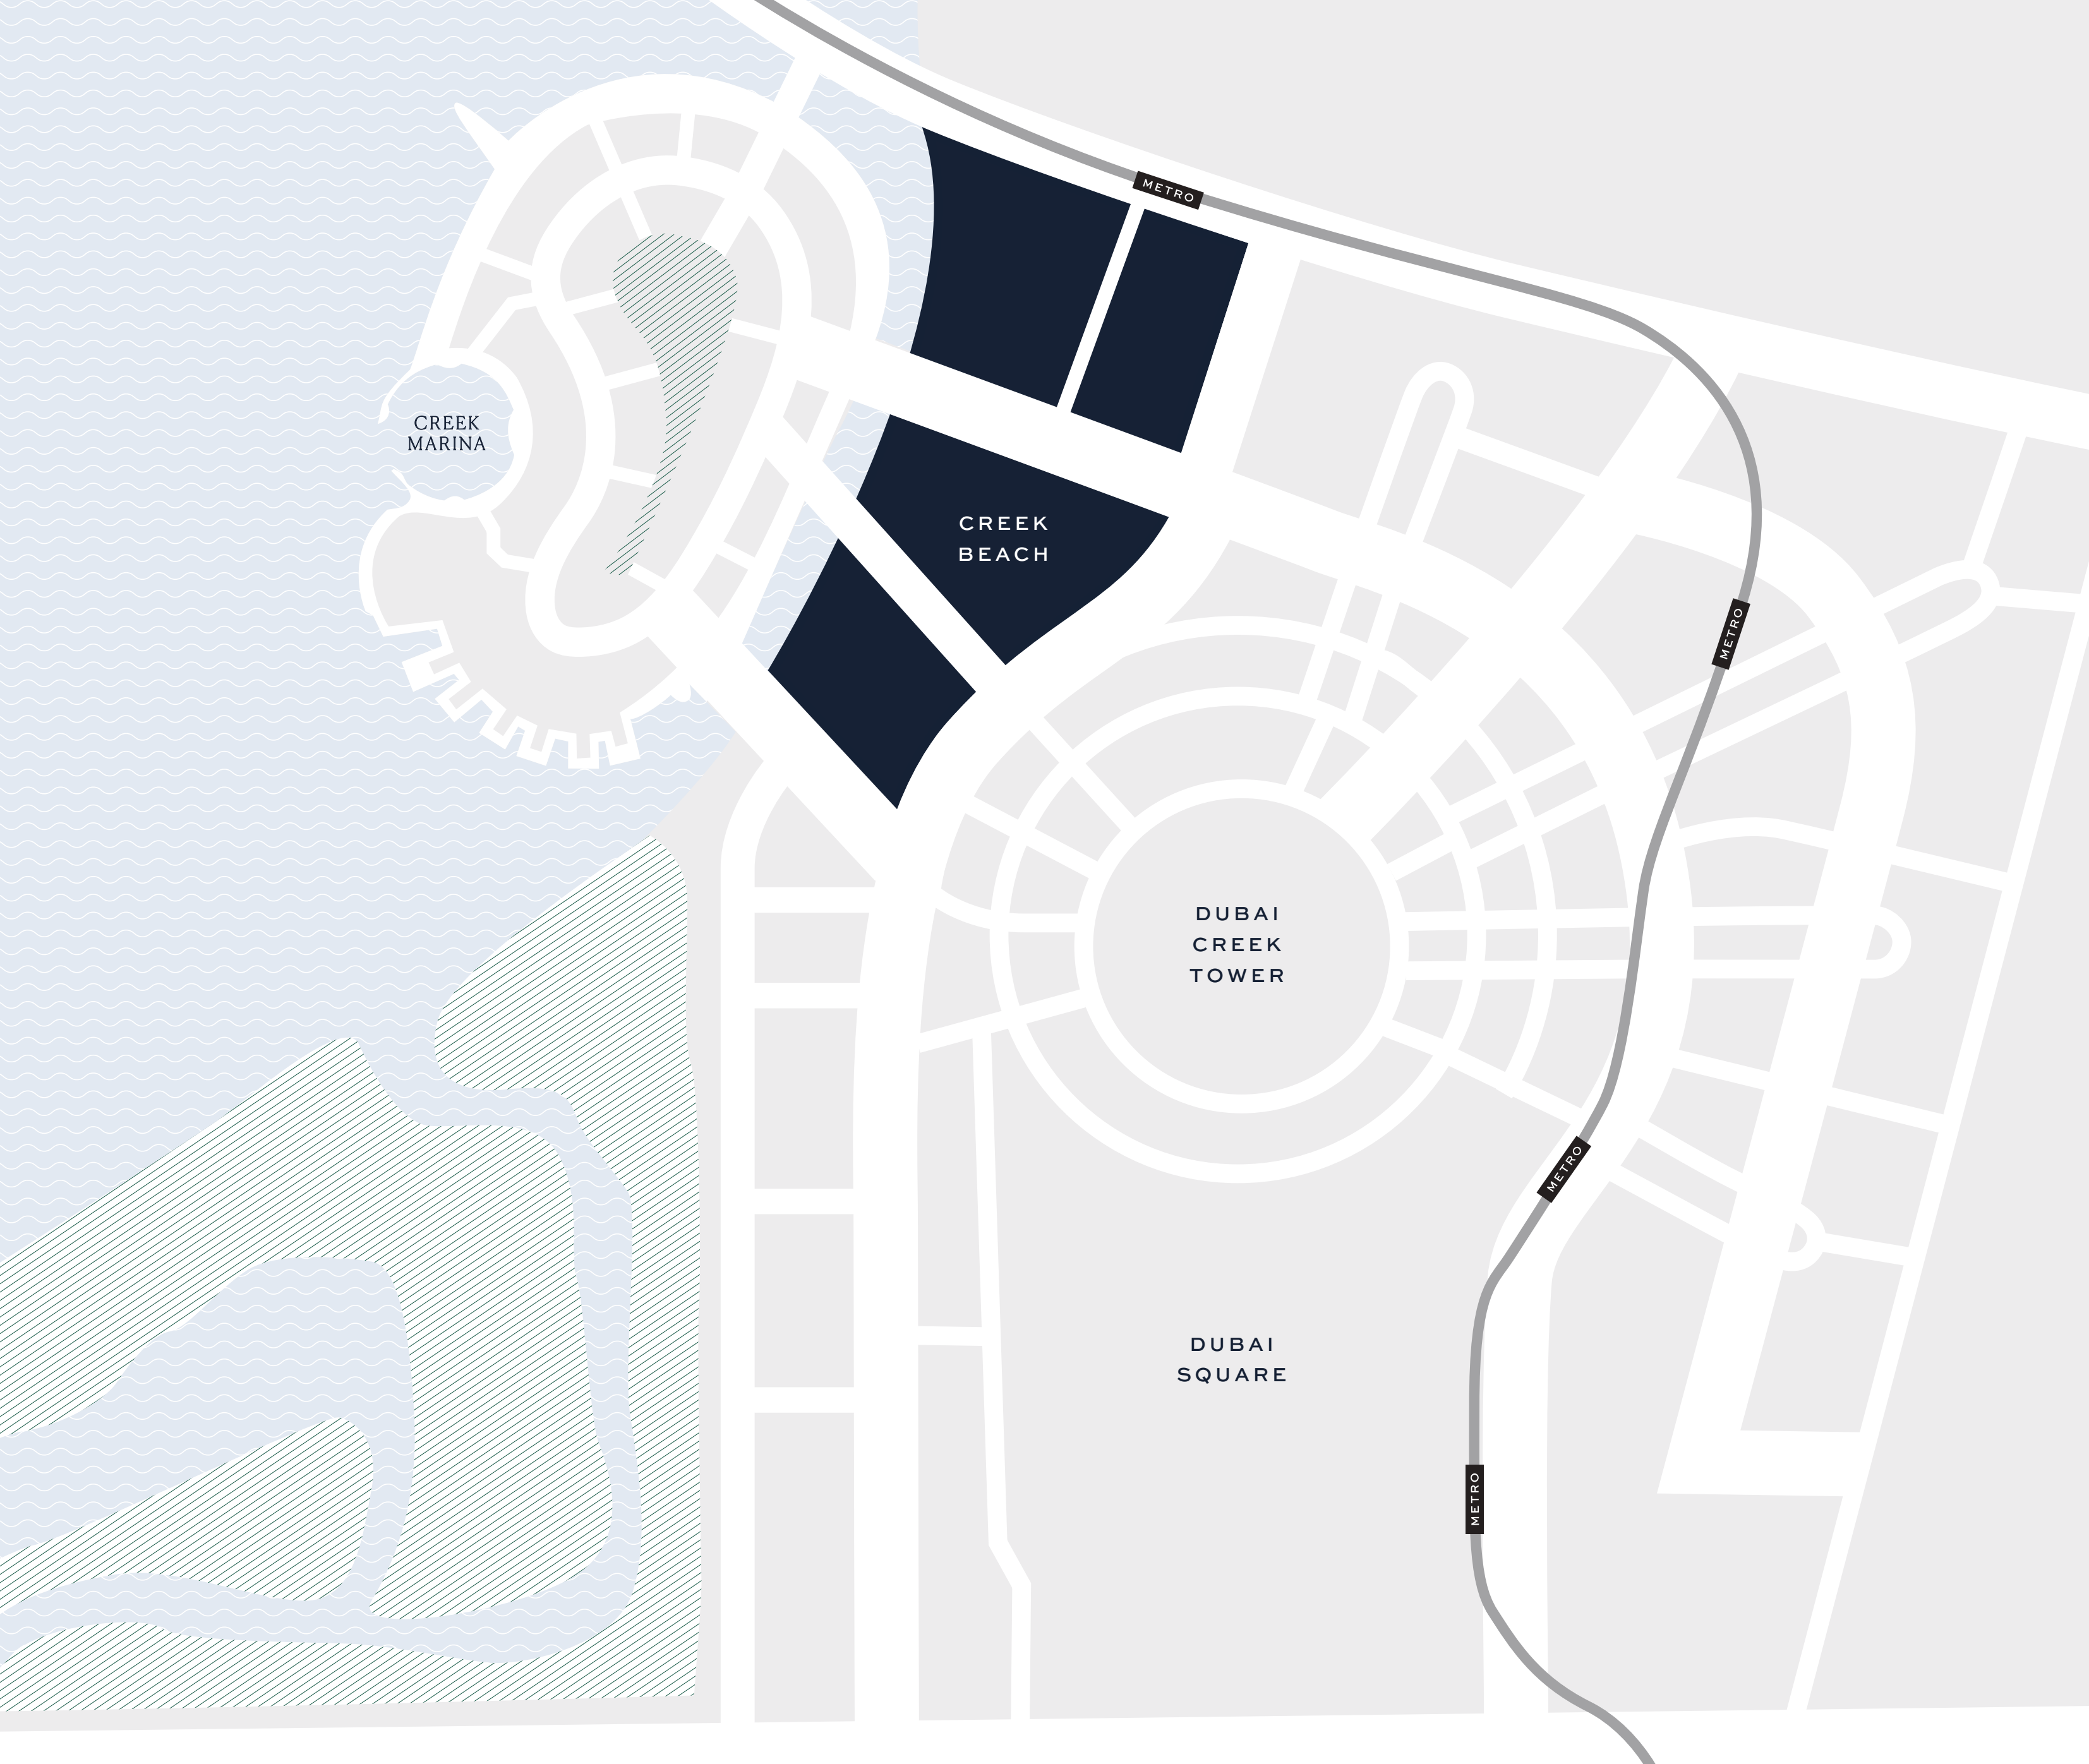 METRO
CREEK
MARINA
CREEK
BEACH
METRO
DUBAI
CREEK
TOWER
METRO
DUBAI
SQUARE
METRO